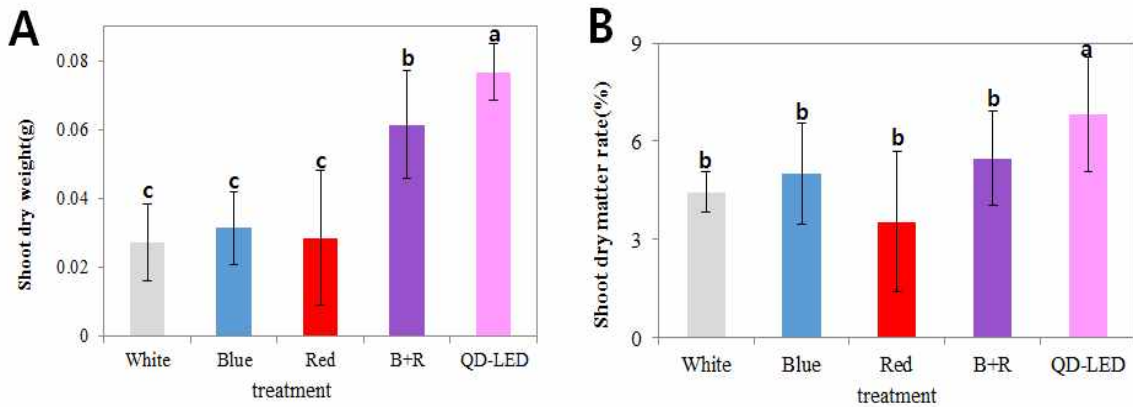 A
Shoot dry weight(g)
0.08
0.06
0.04
0.02
0
c
c
c
b
a
White
Blue
Red
B+R
QD-LED
treatment
B
Shoot dry matter rate(%)
9
6
3
0
b
b
b
b
a
White
Blue
Red
B+R
QD-LED
treatment